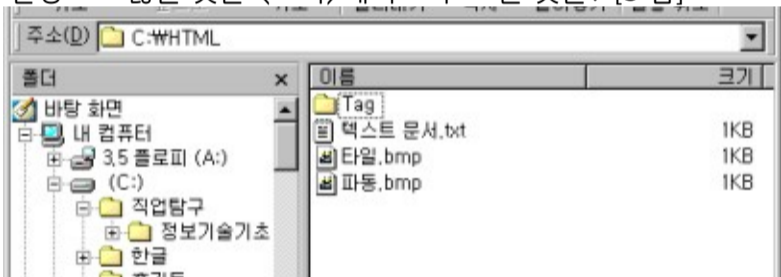 주소(D) C:₩HTML
폴더 ×
바탕 화면
내 컴퓨터
3,5 플로피 (A:)
(C:)
직업탐구
정보기술기초
한글
이름 크기
Tag
텍스트 문서,txt 1KB
타일,bmp 1KB
파동,bmp 1KB